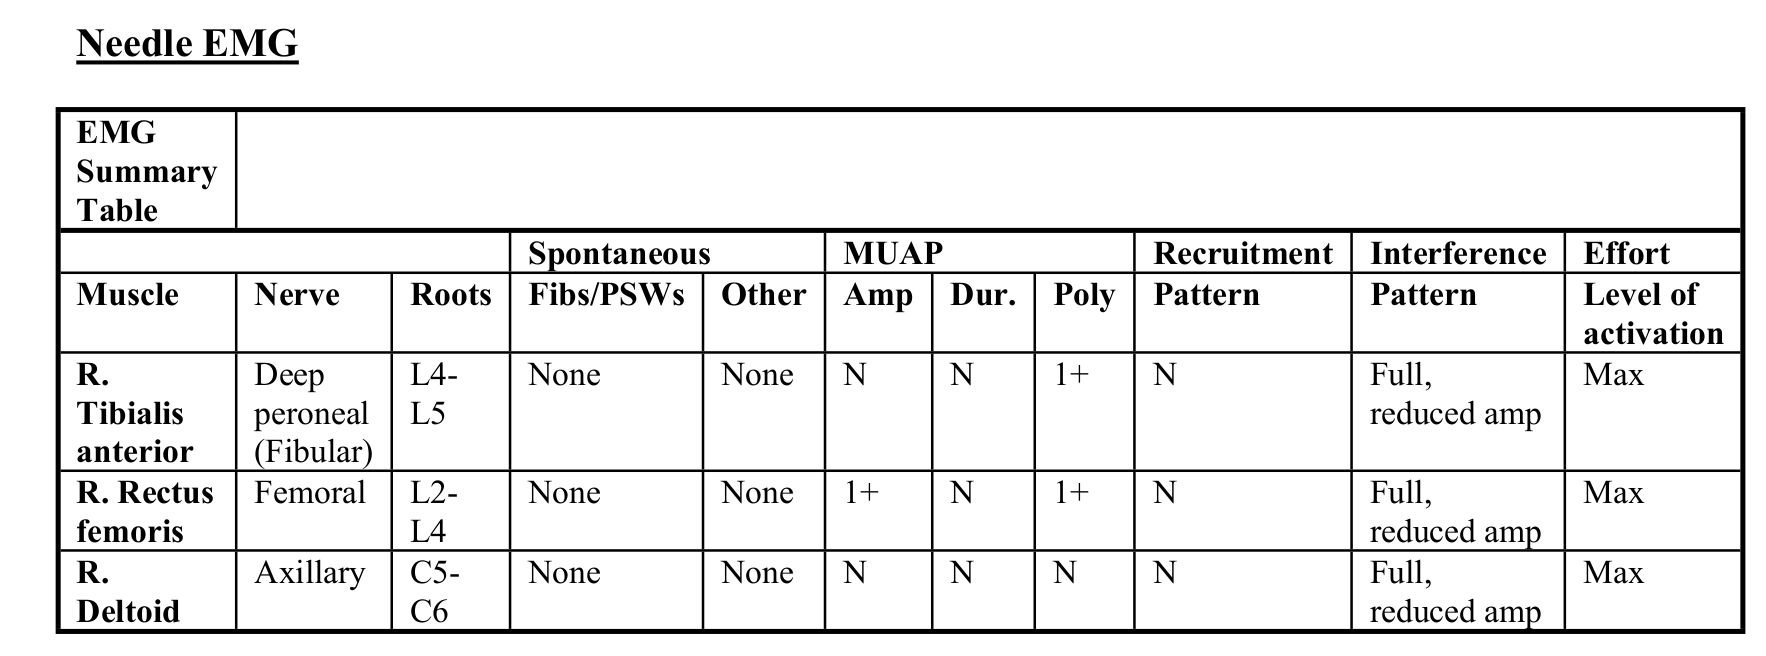 Needle EMG
EMG
Summary
Table
Spontaneous MUAP Recruitment Interference Effort
Muscle Nerve Roots Fibs/PSWs Other Amp Dur. Poly Pattern Pattern Level of
activation
R. Deep L4- None None N N 1+ N Full, Max
Tibialis peroneal L5 reduced amp
anterior (Fibular)
R. Rectus Femoral L2- None None 1+ N 1+ N Full, Max
femoris L4 reduced amp
R. Axillary C5- None None N N N N Full, Max
Deltoid C6 reduced amp